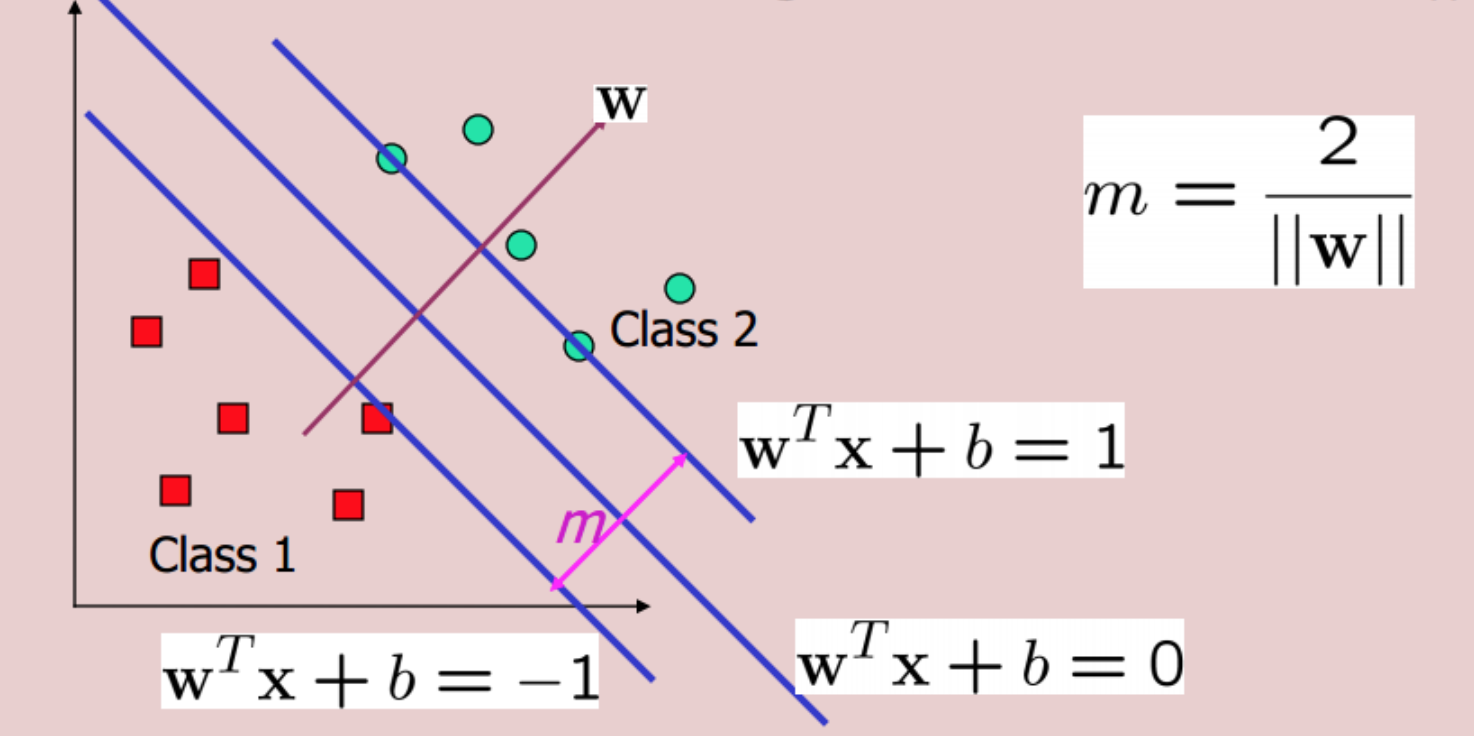 w
m = 2 / ||w||
Class 2
w^T x + b = 1
m
Class 1
w^T x + b = −1
w^T x + b = 0